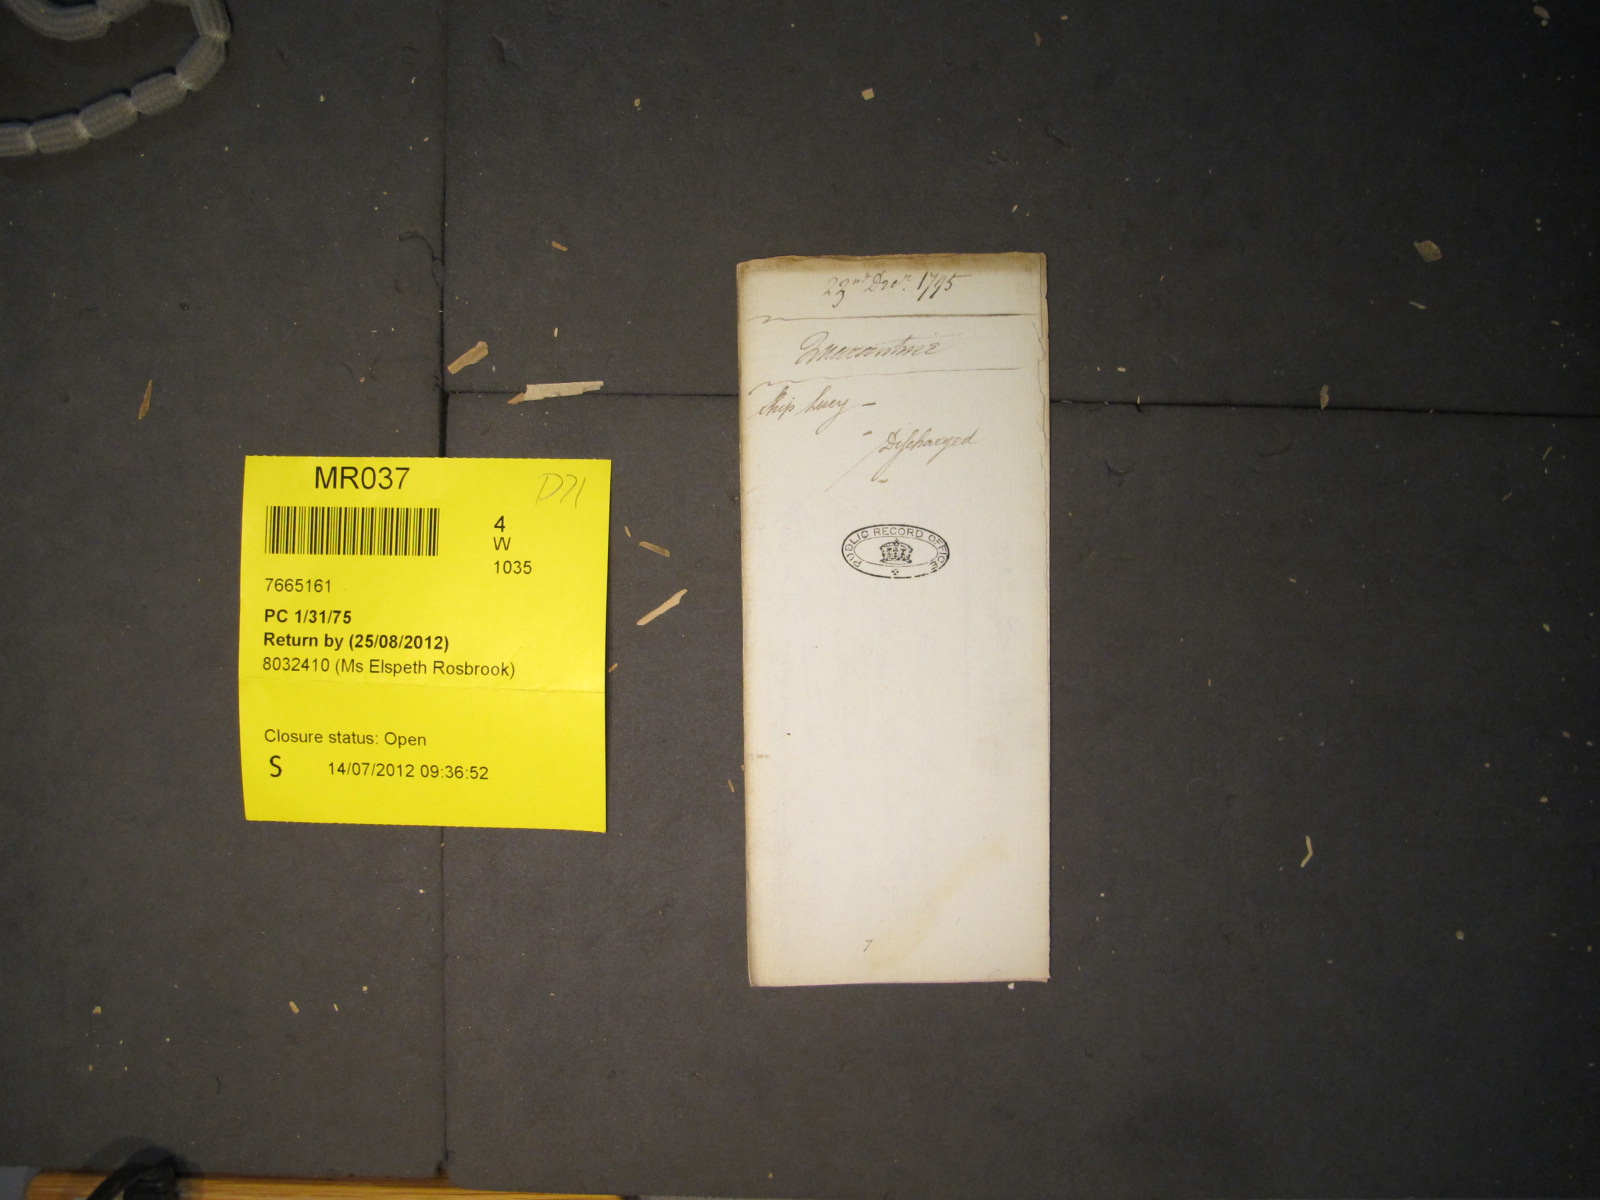 MR037
D71
4
W
1035
7665161
PC 1/31/75
Return by (25/08/2012)
8032410 (Ms Elspeth Rosbrook)
Closure status: Open
S 14/07/2012 09:36:52
23rd Decr. 1795
Quarantine
Ship Lucy —
Discharged
PUBLIC RECORD OFFICE
7